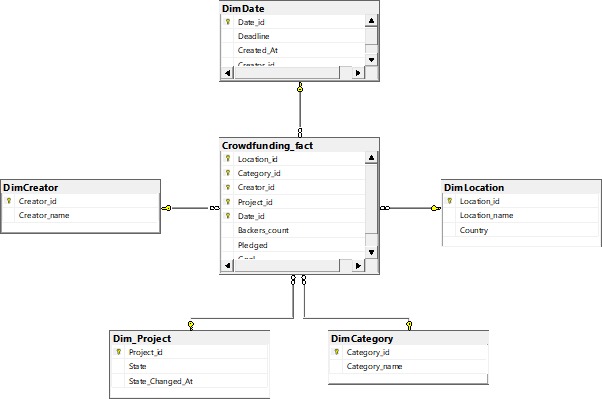 DimDate
Date_id
Deadline
Created_At
Creator_id
Crowdfunding_fact
Location_id
Category_id
Creator_id
Project_id
Date_id
Backers_count
Pledged
Goal
DimCreator
Creator_id
Creator_name
DimLocation
Location_id
Location_name
Country
Dim_Project
Project_id
State
State_Changed_At
DimCategory
Category_id
Category_name